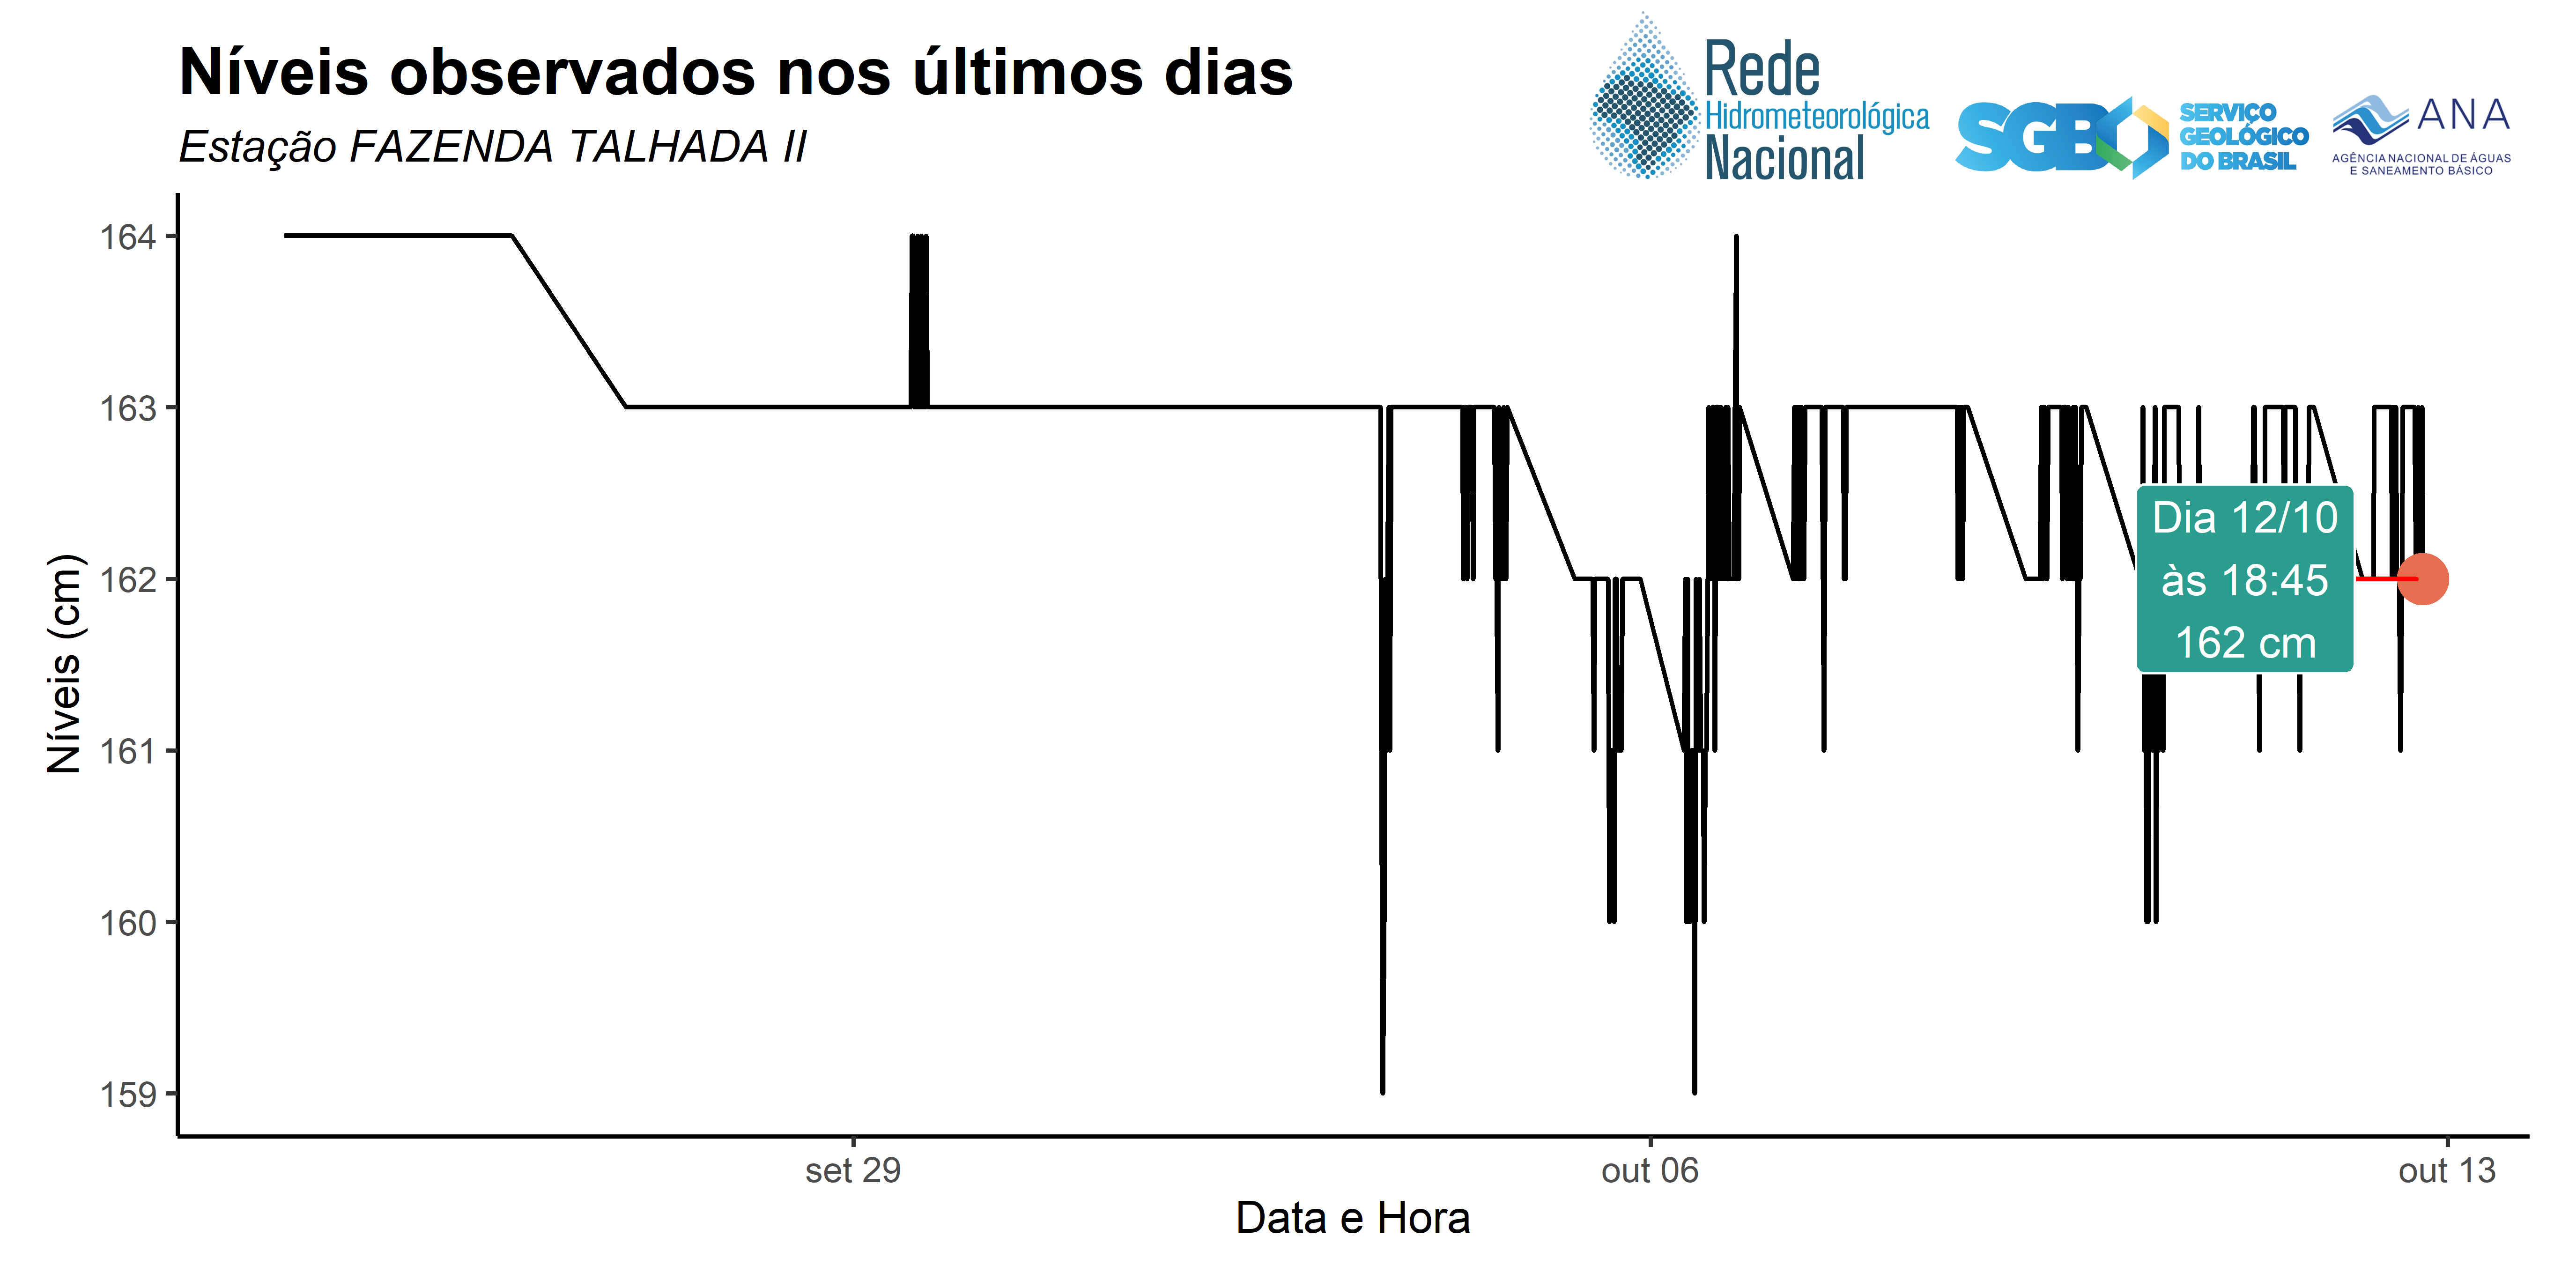 Níveis observados nos últimos dias
Estação FAZENDA TALHADA II
Rede
Hidrometeorológica
Nacional
SGB
SERVIÇO
GEOLÓGICO
DO BRASIL
ANA
AGÊNCIA NACIONAL DE ÁGUAS
E SANEAMENTO BÁSICO
164
163
162
161
160
159
Níveis (cm)
Dia 12/10
às 18:45
162 cm
set 29
out 06
out 13
Data e Hora